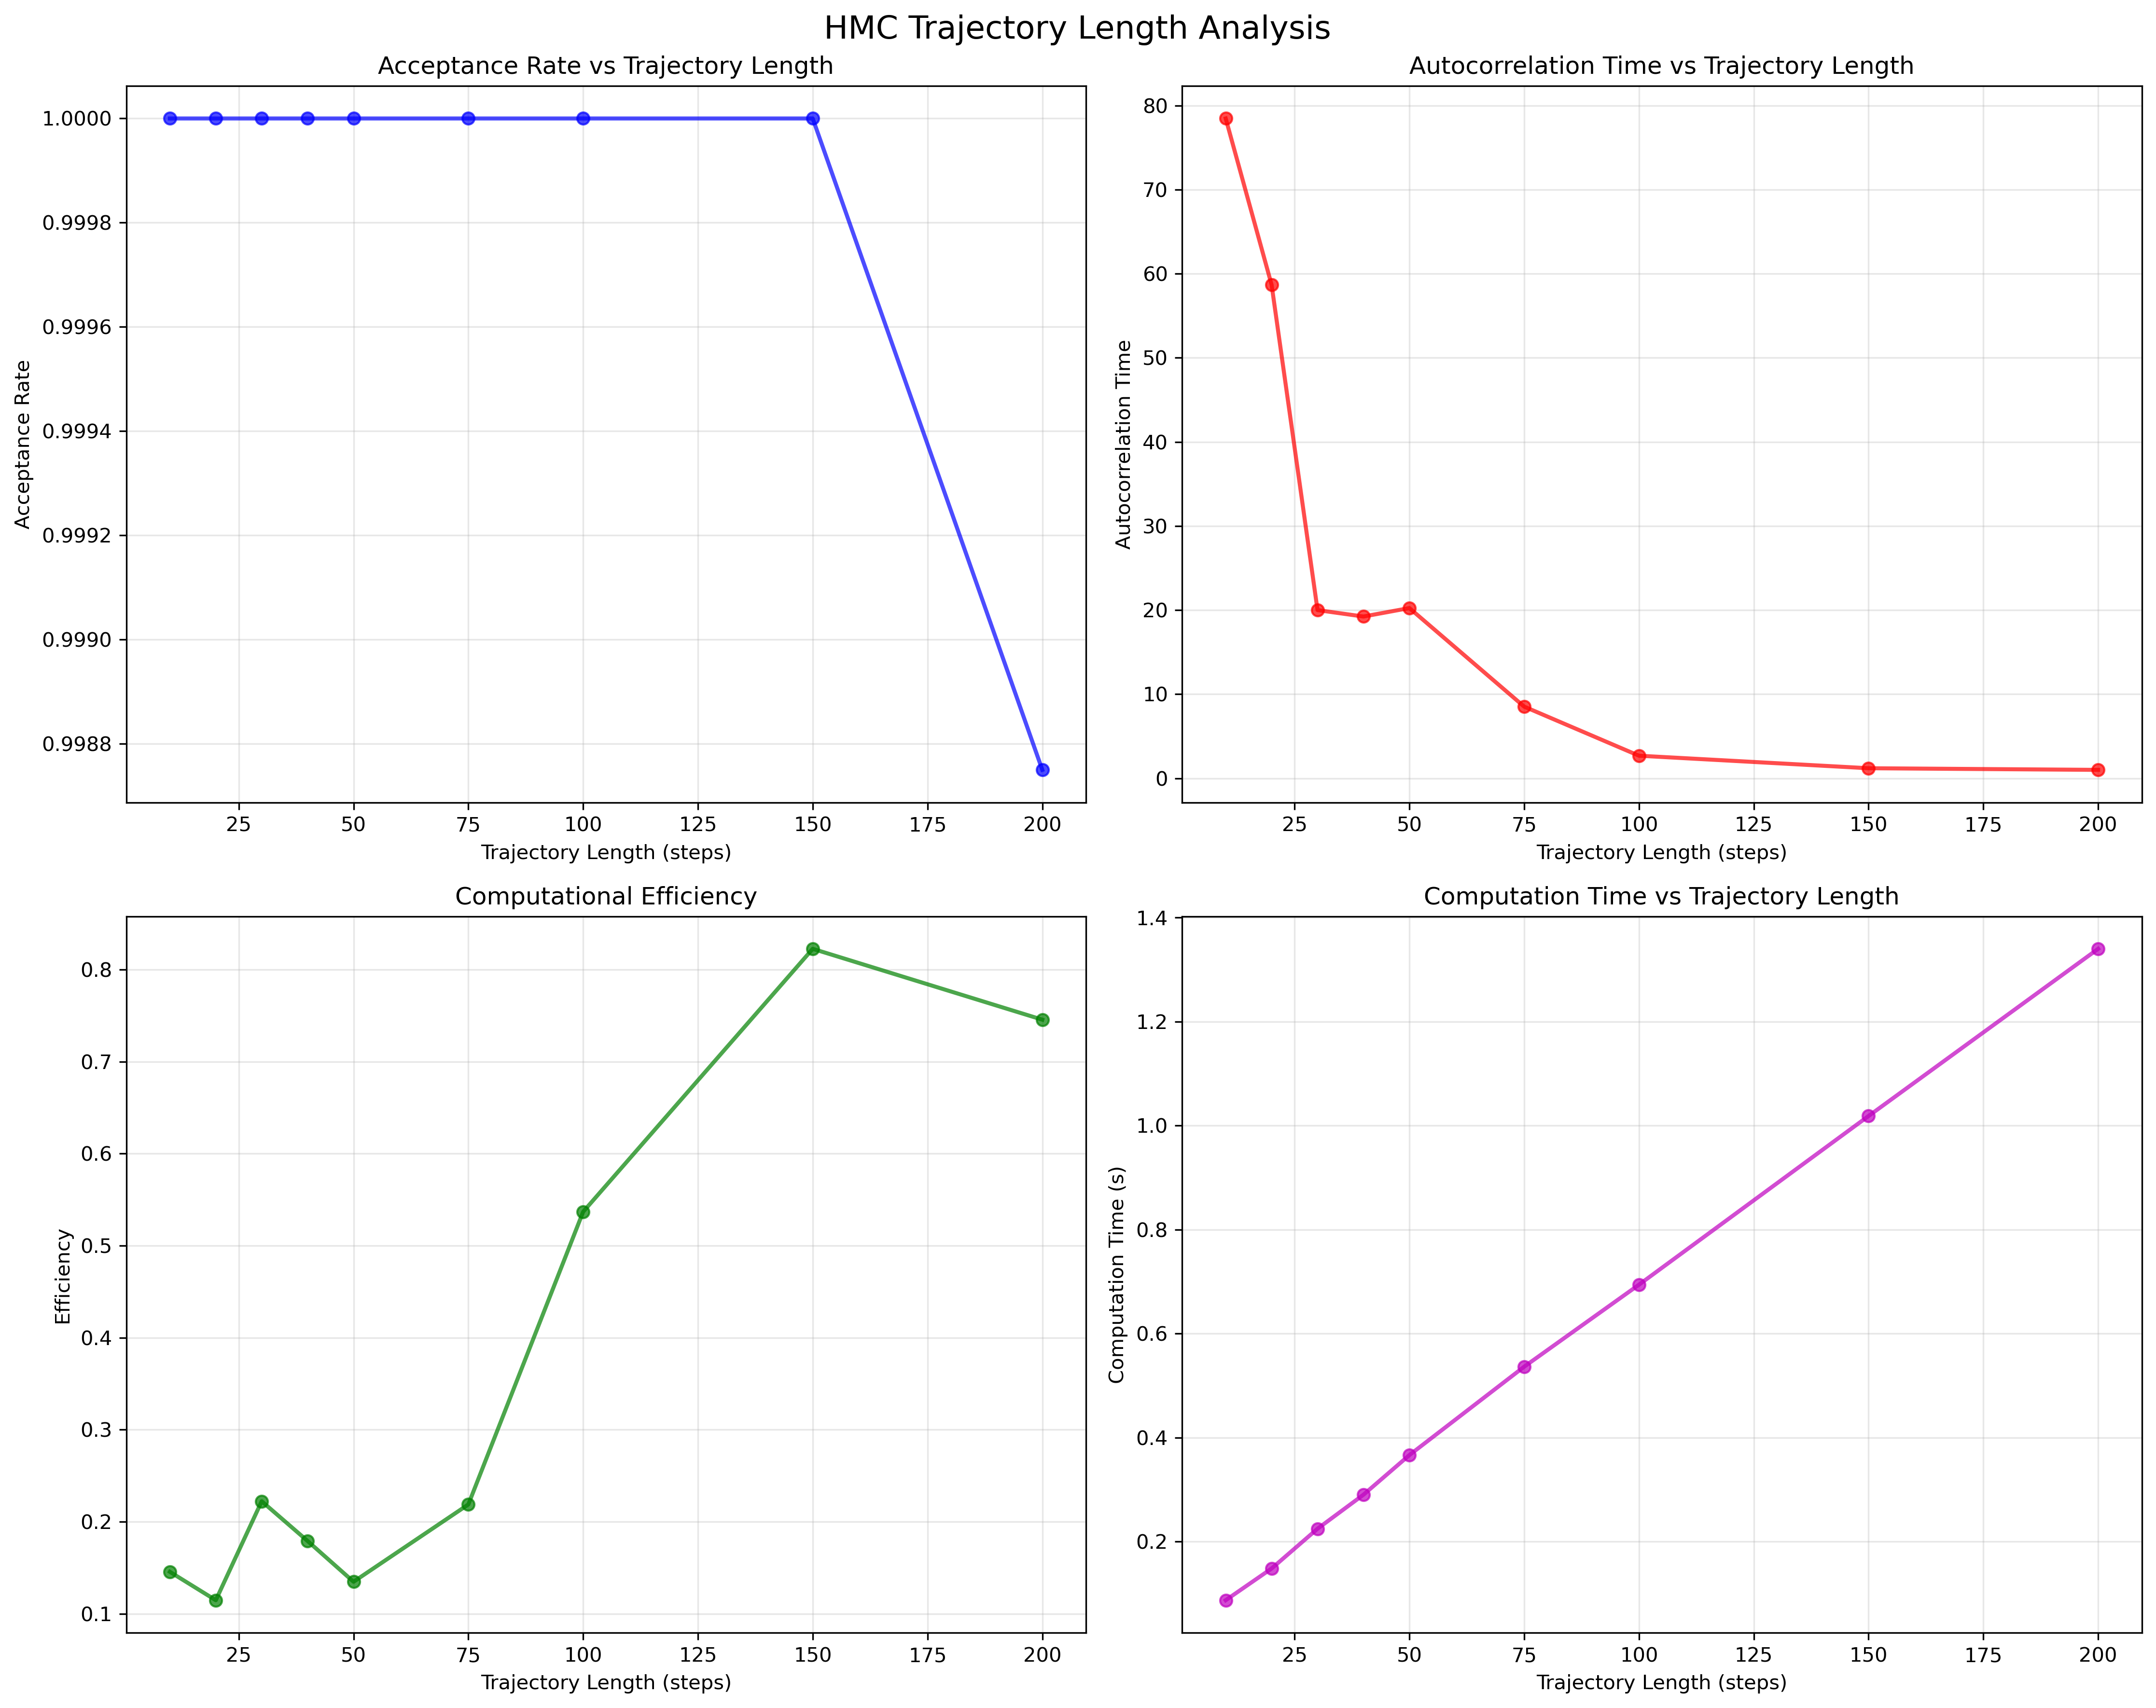 HMC Trajectory Length Analysis
Acceptance Rate vs Trajectory Length
1.0000
0.9998
0.9996
0.9994
0.9992
0.9990
0.9988
Acceptance Rate
25 50 75 100 125 150 175 200
Trajectory Length (steps)
Autocorrelation Time vs Trajectory Length
80
70
60
50
40
30
20
10
0
Autocorrelation Time
25 50 75 100 125 150 175 200
Trajectory Length (steps)
Computational Efficiency
0.8
0.7
0.6
0.5
0.4
0.3
0.2
0.1
Efficiency
25 50 75 100 125 150 175 200
Trajectory Length (steps)
Computation Time vs Trajectory Length
1.4
1.2
1.0
0.8
0.6
0.4
0.2
Computation Time (s)
25 50 75 100 125 150 175 200
Trajectory Length (steps)